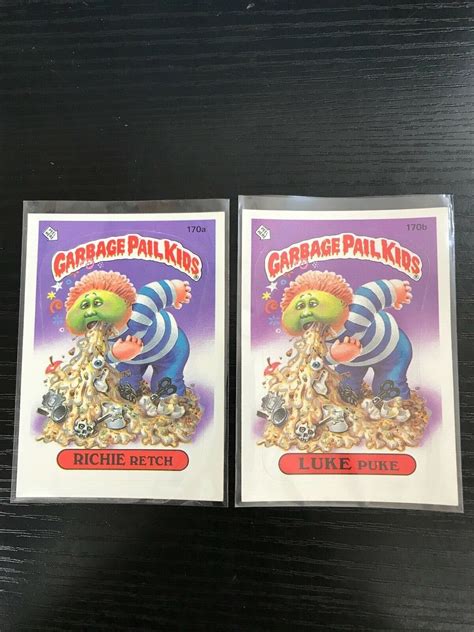 170a
GARBAGE PAIL KIDS
RICHIE RETCH
170b
GARBAGE PAIL KIDS
LUKE PUKE